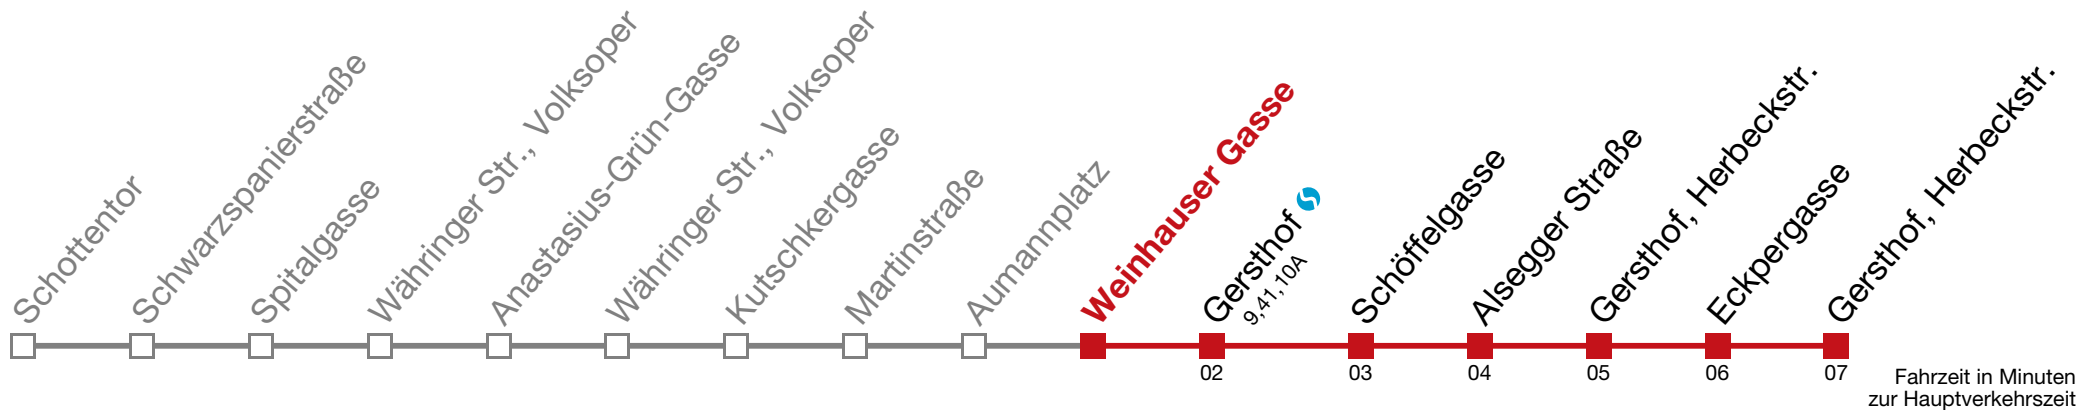 Schottentor
Schwarzspanierstraße
Spitalgasse
Währinger Str., Volksoper
Anastasius-Grün-Gasse
Währinger Str., Volksoper
Kutschkergasse
Martinstraße
Aumannplatz
Weinhauser Gasse
Gersthof
9,41,10A
Schöffelgasse
Alsegger Straße
Gersthof, Herbeckstr.
Eckpergasse
Gersthof, Herbeckstr.
02 03 04 05 06 07
Fahrzeit in Minuten
zur Hauptverkehrszeit